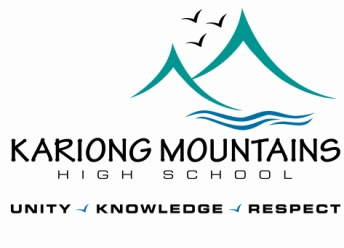 KARIONG MOUNTAINS
HIGH SCHOOL
UNITY KNOWLEDGE RESPECT